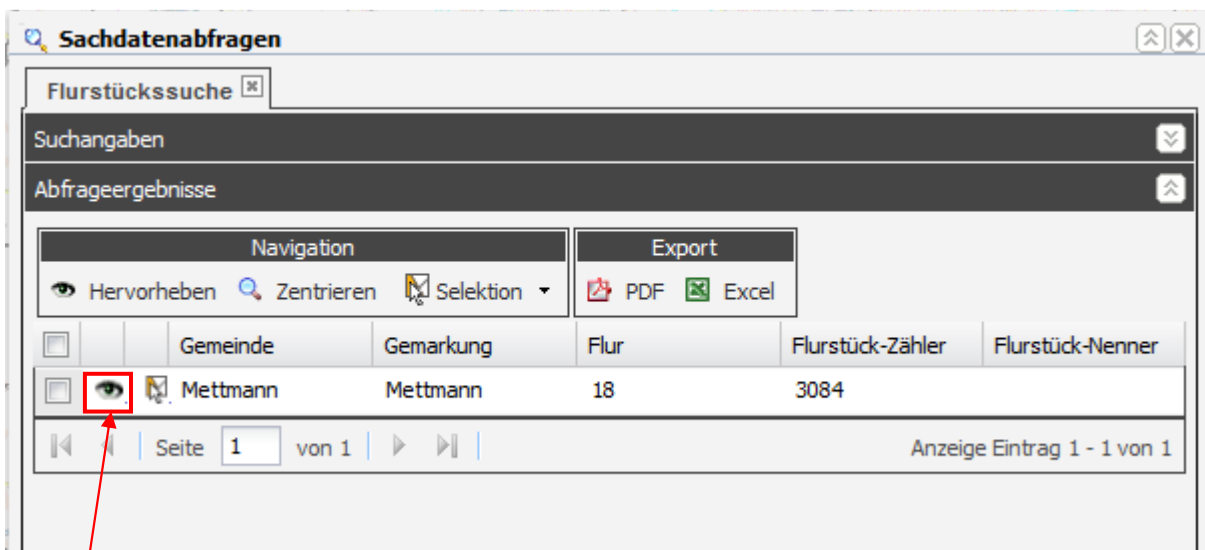 Sachdatenabfragen
Flurstückssuche
Suchangaben
Abfrageergebnisse
Navigation Export
Hervorheben Zentrieren Selektion PDF Excel
Gemeinde Gemarkung Flur Flurstück-Zähler Flurstück-Nenner
Mettmann Mettmann 18 3084
Seite 1 von 1 Anzeige Eintrag 1 - 1 von 1